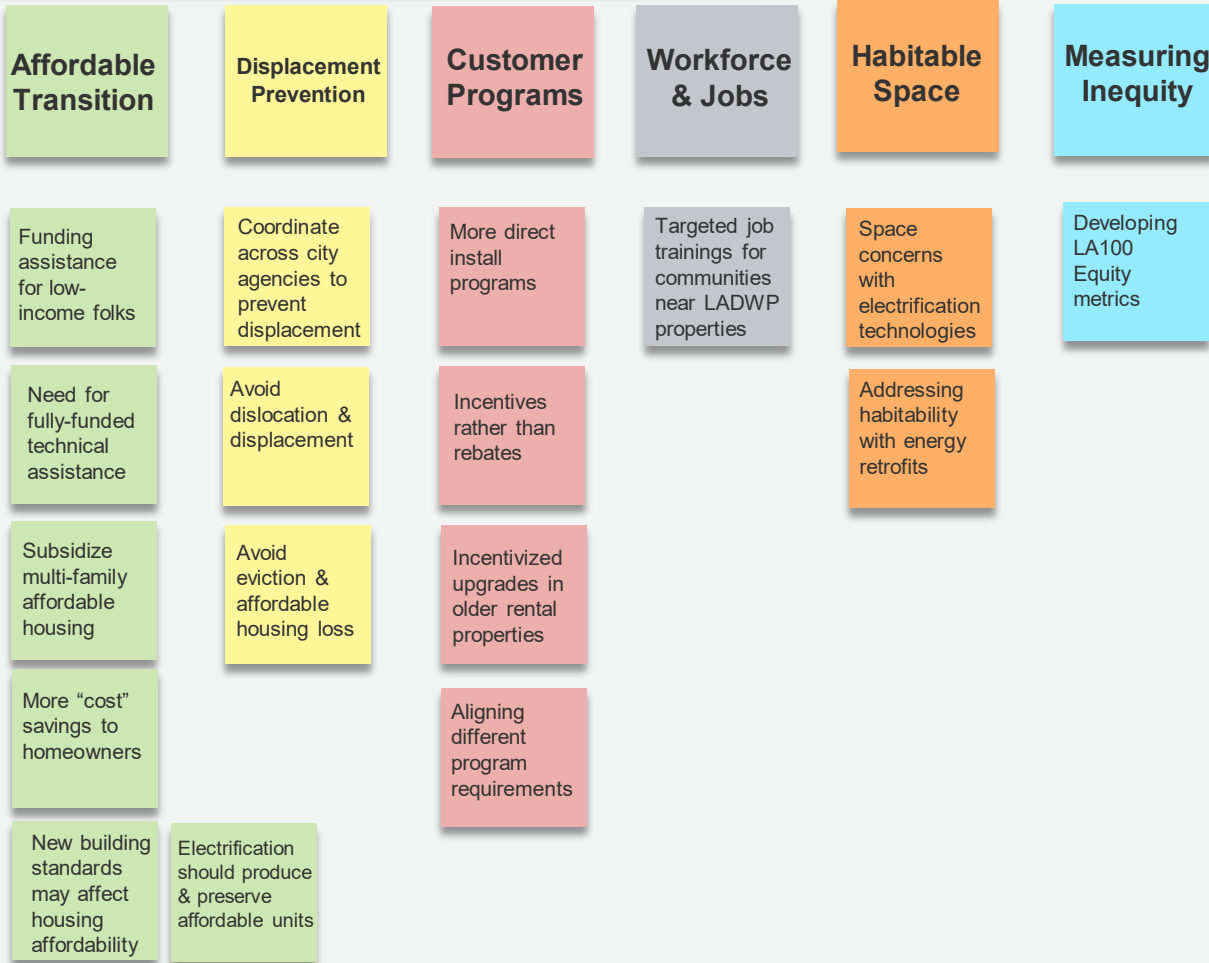 Affordable
Transition
Displacement
Prevention
Customer
Programs
Workforce
& Jobs
Habitable
Space
Measuring
Inequity
Funding
assistance
for low-
income folks
Need for
fully-funded
technical
assistance
Subsidize
multi-family
affordable
housing
More “cost”
savings to
homeowners
New building
standards
may affect
housing
affordability
Electrification
should produce
& preserve
affordable units
Coordinate
across city
agencies to
prevent
displacement
Avoid
dislocation &
displacement
Avoid
eviction &
affordable
housing loss
More direct
install
programs
Incentives
rather than
rebates
Incentivized
upgrades in
older rental
properties
Aligning
different
program
requirements
Targeted job
trainings for
communities
near LADWP
properties
Space
concerns
with
electrification
technologies
Addressing
habitability
with energy
retrofits
Developing
LA100
Equity
metrics